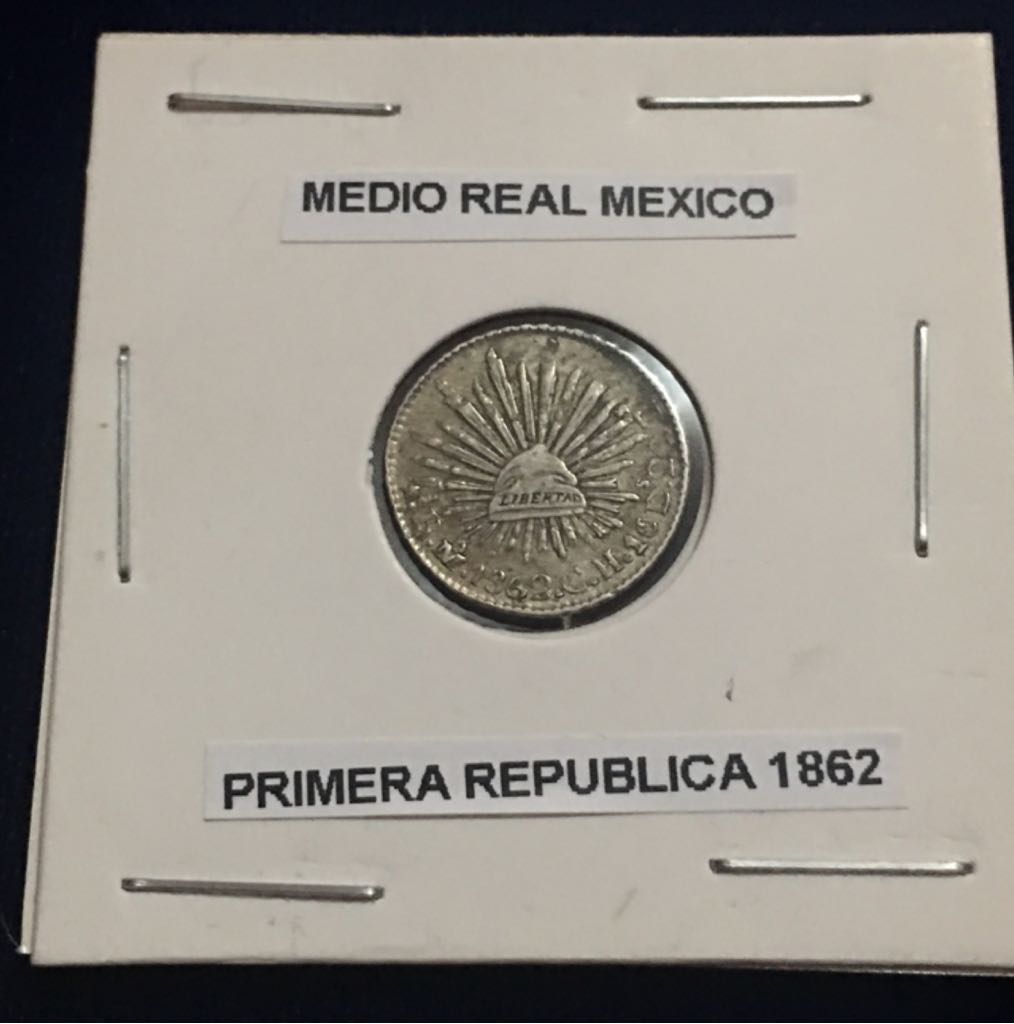 MEDIO REAL MEXICO
LIBERTAD
M. 1862. C. H. 
PRIMERA REPUBLICA 1862